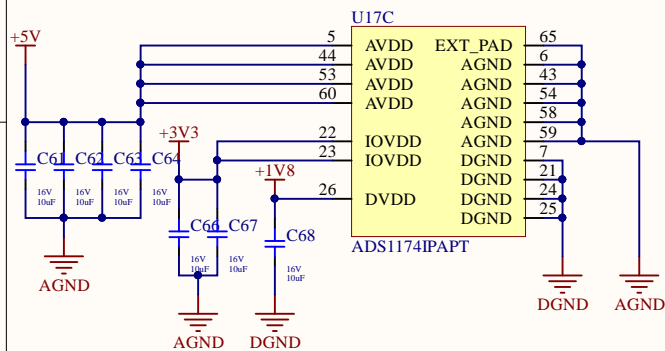 U17C
+5V
5 AVDD EXT_PAD 65
44 AVDD AGND 6
53 AVDD AGND 43
60 AVDD AGND 54
AGND 58
+3V3 22 IOVDD AGND 59
23 IOVDD DGND 7
C61 C62 C63 C64
+1V8 DGND 21
16V 16V 16V 16V
10uF 10uF 10uF 10uF
26 DVDD DGND 24
DGND 25
C66 C67 C68
ADS1174IPAPT
16V 16V 16V
10uF 10uF 10uF
AGND
DGND AGND
AGND DGND